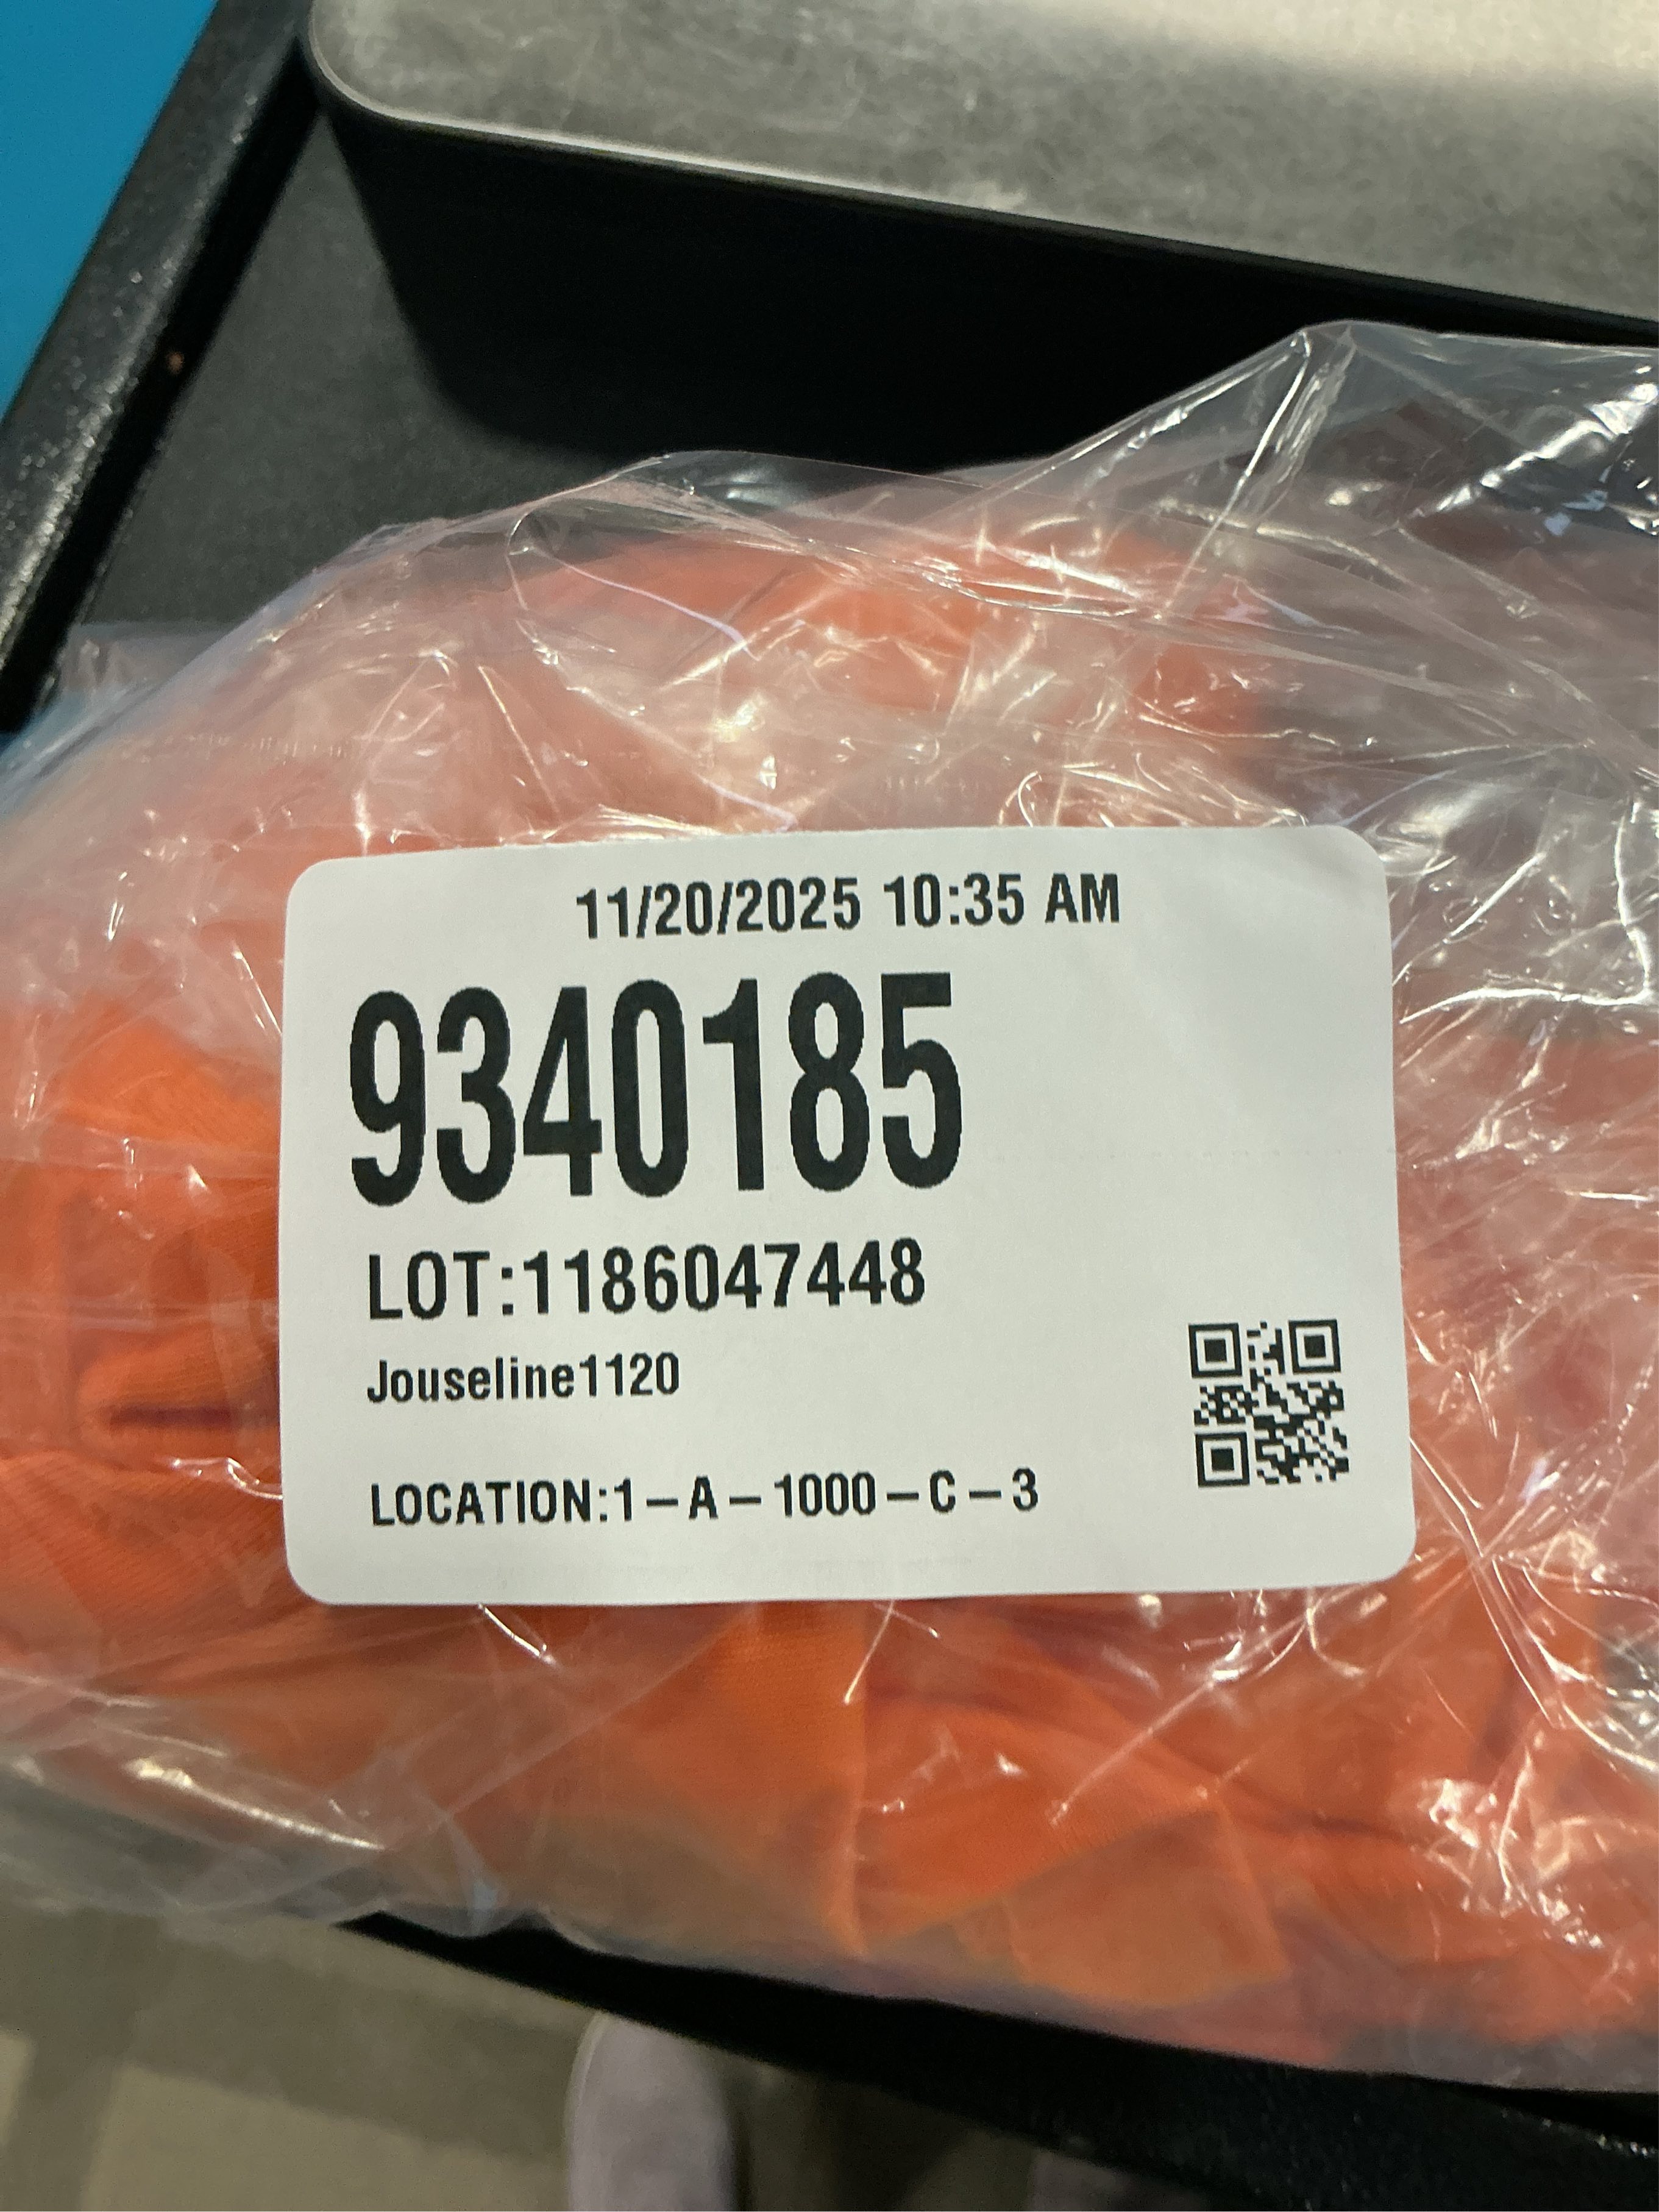 11/20/2025 10:35 AM
9340185
LOT:1186047448
Jouseline1120
LOCATION:1-A-1000-C-3